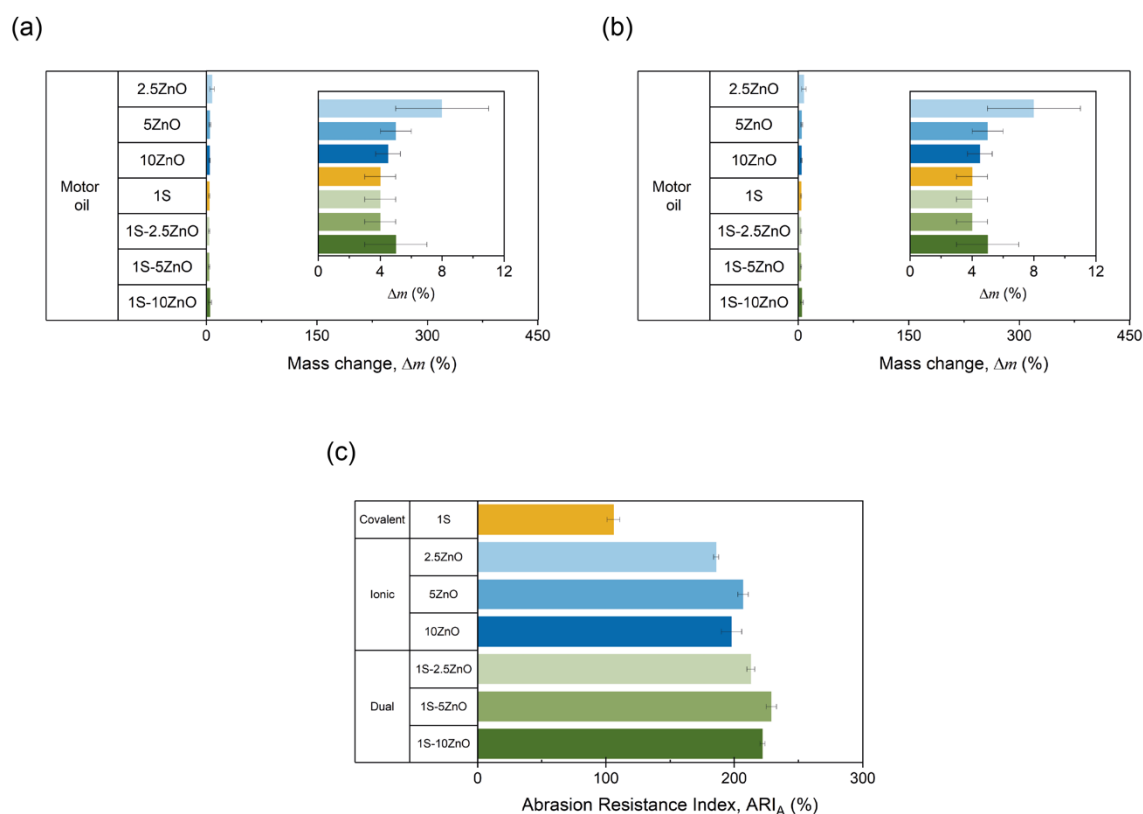 (a)
Motor oil
2.5ZnO
5ZnO
10ZnO
1S
1S-2.5ZnO
1S-5ZnO
1S-10ZnO
0 4 8 12
Δm (%)
0 150 300 450
Mass change, Δm (%)
(b)
Motor oil
2.5ZnO
5ZnO
10ZnO
1S
1S-2.5ZnO
1S-5ZnO
1S-10ZnO
0 4 8 12
Δm (%)
0 150 300 450
Mass change, Δm (%)
(c)
Covalent 1S
Ionic
2.5ZnO
5ZnO
10ZnO
Dual
1S-2.5ZnO
1S-5ZnO
1S-10ZnO
0 100 200 300
Abrasion Resistance Index, ARI_A (%)